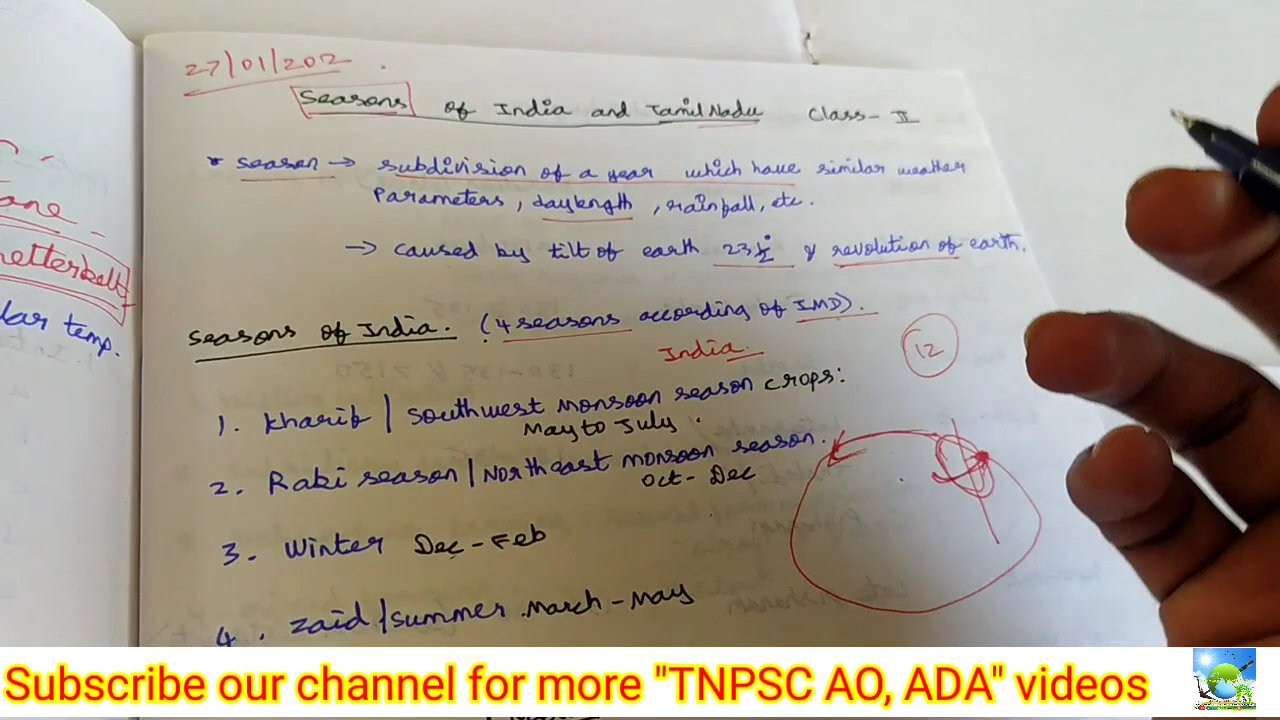 27/01/202
Seasons of India and Tamil Nadu Class - II
* season → subdivision of a year which have similar weather
Parameters, daylength, rainfall, etc.
→ caused by tilt of earth 23½° & revolution of earth.
Seasons of India. (4 seasons according of IMD).
India.
12
1. Kharif / Southwest monsoon season crops:
May to July
2. Rabi season / Northeast monsoon season.
Oct - Dec
3. Winter Dec - Feb
4. Zaid / summer March - May
lar temp.
Subscribe our channel for more "TNPSC AO, ADA" videos